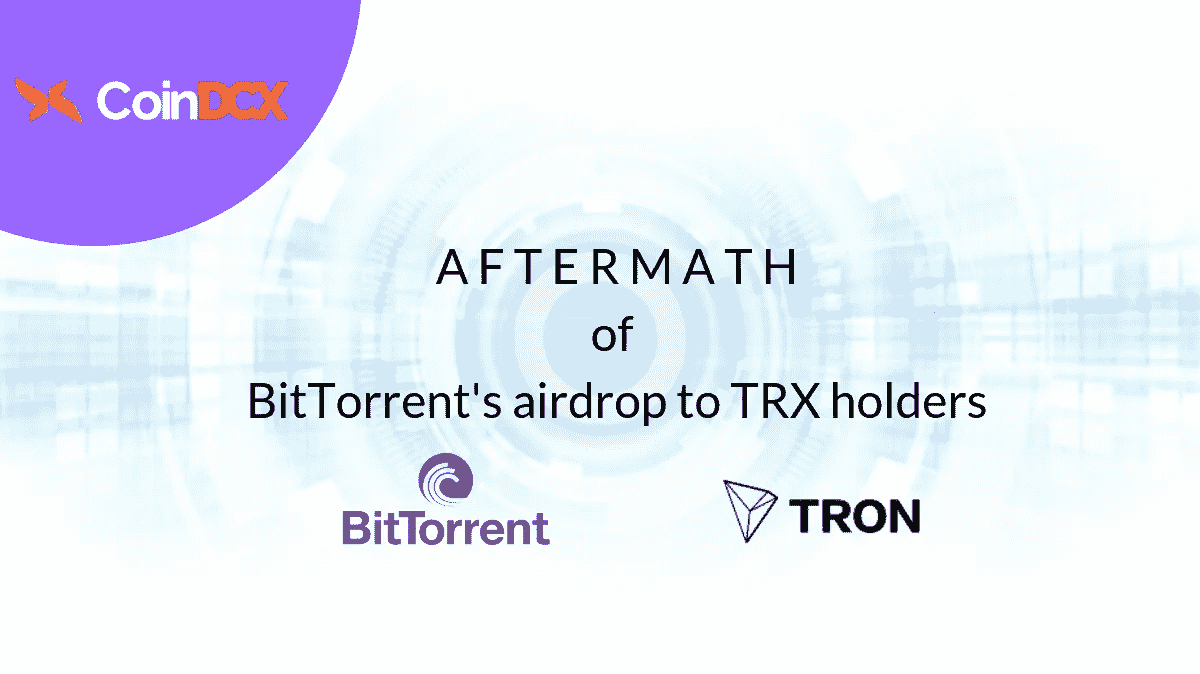 CoinDCX
AFTERMATH
of
BitTorrent's airdrop to TRX holders
BitTorrent
TRON